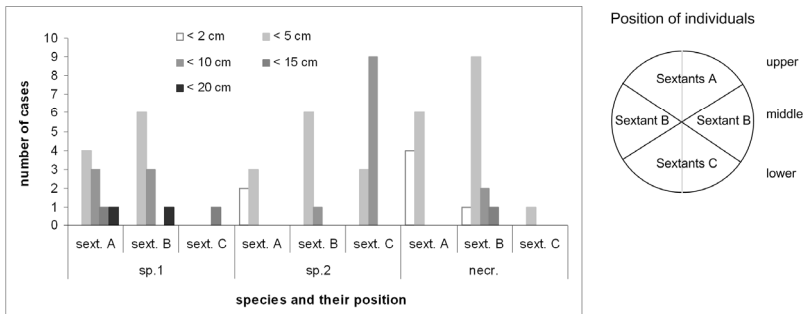 number of cases
10
9
8
7
6
5
4
3
2
1
0
< 2 cm < 5 cm
< 10 cm < 15 cm
< 20 cm
sext. A sext. B sext. C sext. A sext. B sext. C sext. A sext. B sext. C
sp.1 sp.2 necr.
species and their position
Position of individuals
upper
Sextants A
middle
Sextant B Sextant B
Sextants C
lower